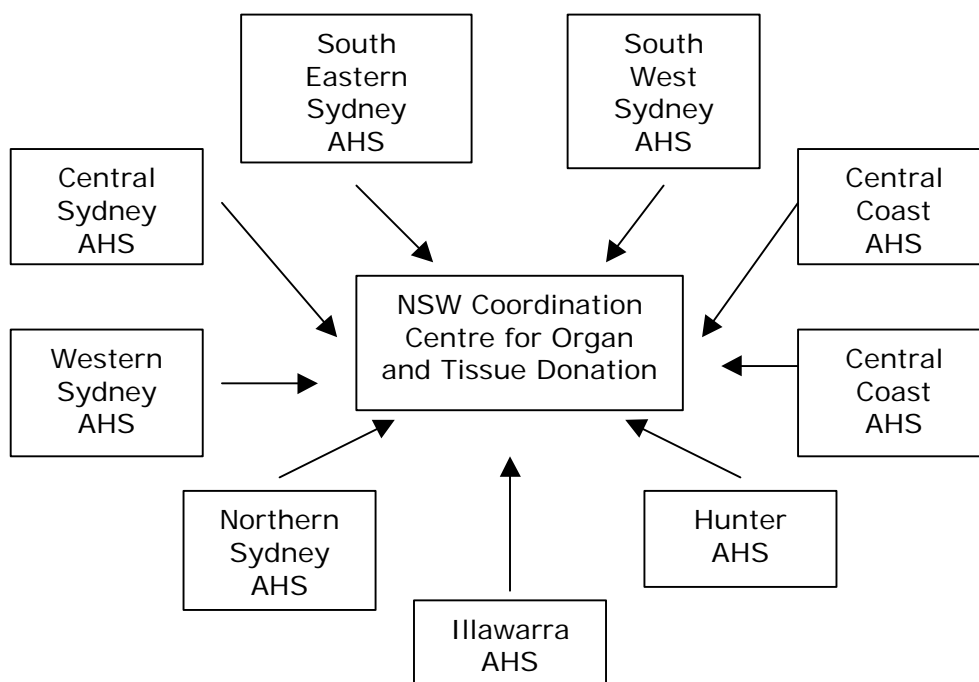 South
Eastern
Sydney
AHS
South
West
Sydney
AHS
Central
Sydney
AHS
Central
Coast
AHS
NSW Coordination
Centre for Organ
and Tissue Donation
Western
Sydney
AHS
Central
Coast
AHS
Northern
Sydney
AHS
Hunter
AHS
Illawarra
AHS